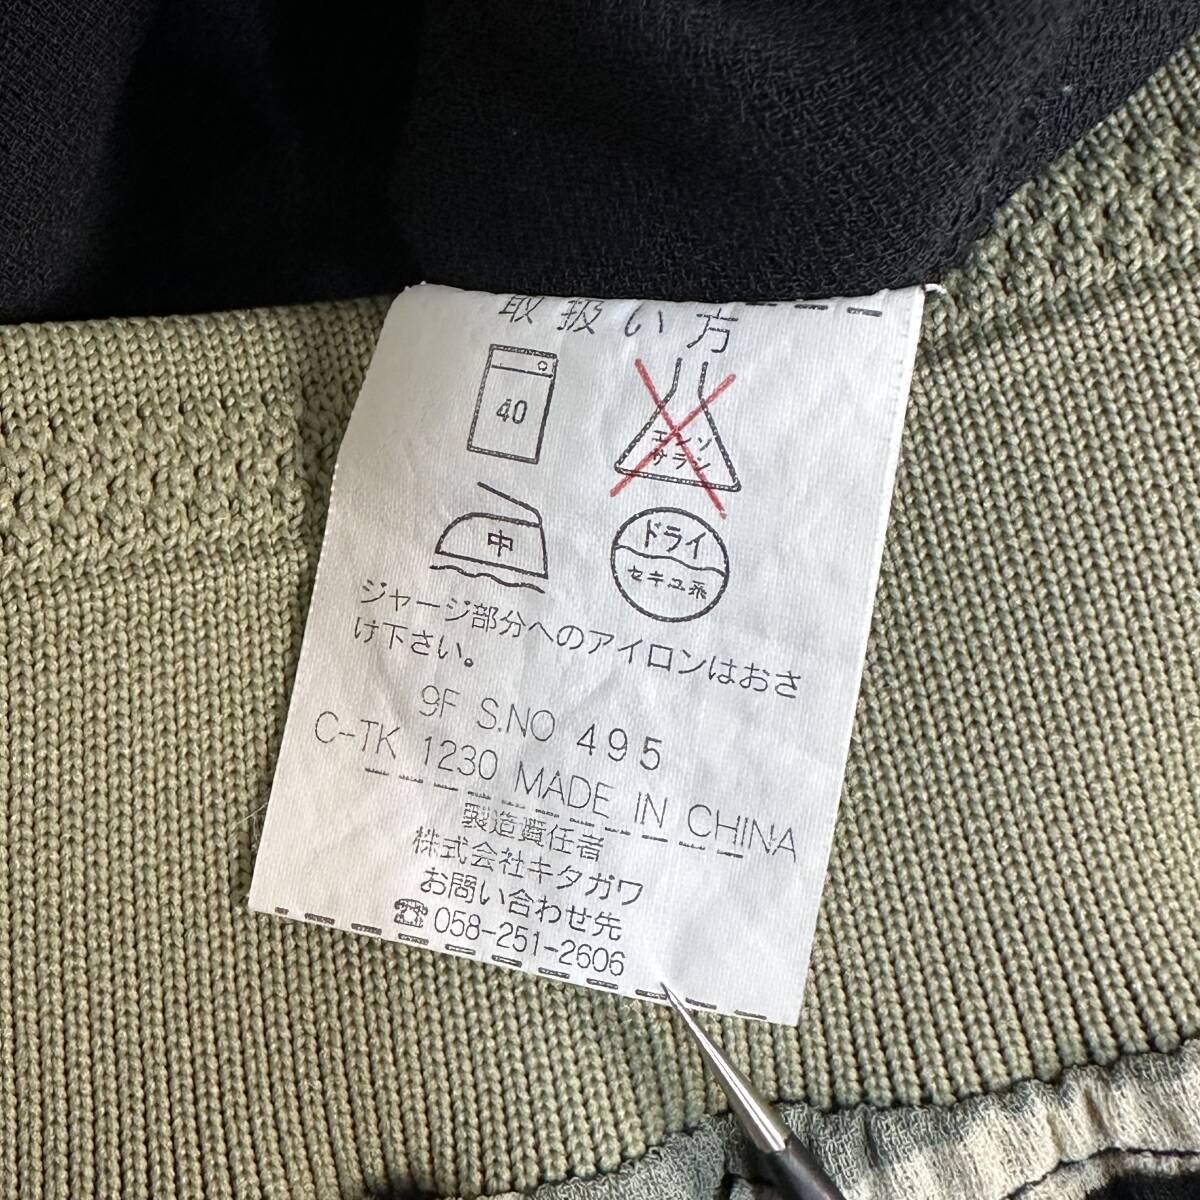 取扱い方
40
エンソ
サラシ
中
ドライ
セキユ系
ジャージ部分へのアイロンはおさ
け下さい。
9F S.NO 495
C-TK 1230 MADE IN CHINA
製造責任者
株式会社キタガワ
お問い合わせ先
☎058-251-2606